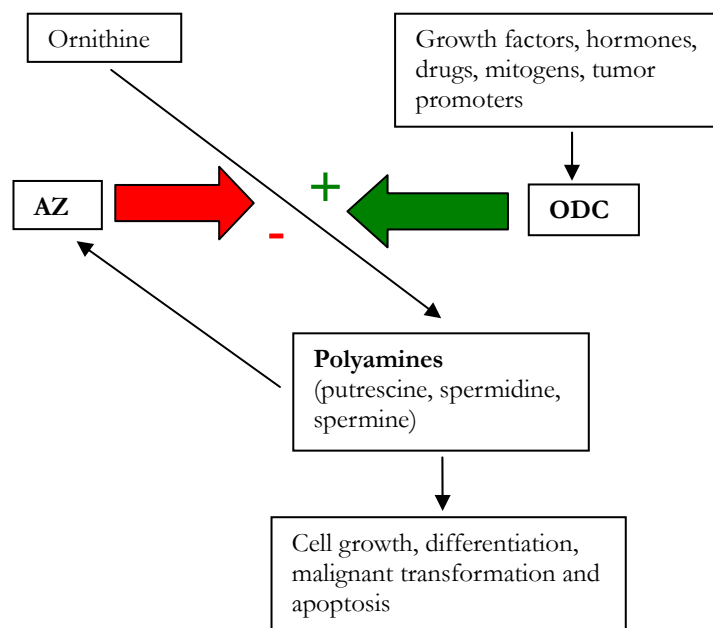 Ornithine
Growth factors, hormones,
drugs, mitogens, tumor
promoters
AZ
+
-
ODC
Polyamines
(putrescine, spermidine,
spermine)
Cell growth, differentiation,
malignant transformation and
apoptosis